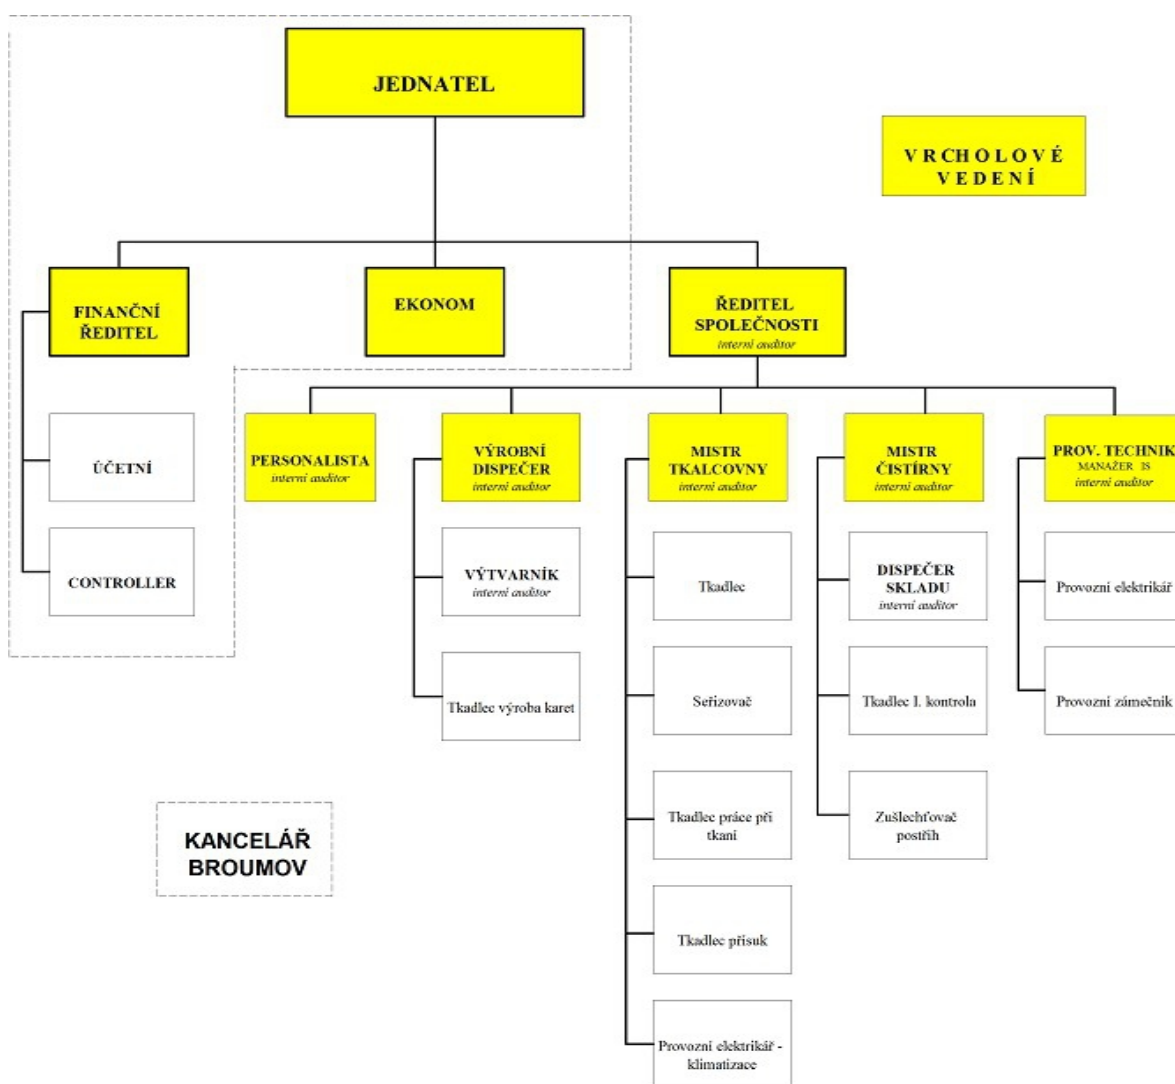 JEDNATEL
V R CH O L O V É
V E D E N Í
FINANČNÍ
ŘEDITEL
EKONOM
ŘEDITEL
SPOLEČNOSTI
interní auditor
PERSONALISTA
interní auditor
VÝROBNÍ
DISPEČER
interní auditor
MISTR
TKALCOVNY
interní auditor
MISTR
ČISTÍRNY
interní auditor
PROV. TECHNIK
MANAŽER IS
interní auditor
ÚČETNÍ
CONTROLLER
VÝTVARNÍK
interní auditor
Tkadlec
DISPEČER
SKLADU
interní auditor
Provozní elektrikář
Tkadlec výroba karet
Seřizovač
Tkadlec I. kontrola
Provozní zámečník
Tkadlec práce při
tkaní
Zušlechťovač
postřih
KANCELÁŘ
BROUMOV
Tkadlec přísuk
Provozní elektrikář -
klimatizace